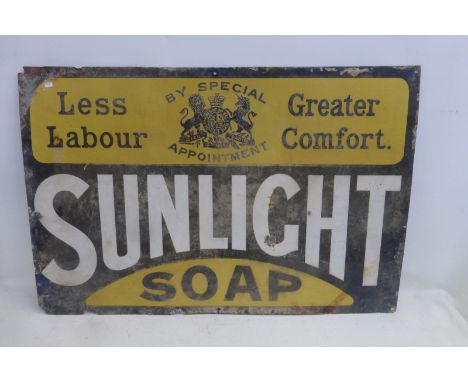 Less Labour
BY SPECIAL
APPOINTMENT
Greater Comfort.
SUNLIGHT
SOAP